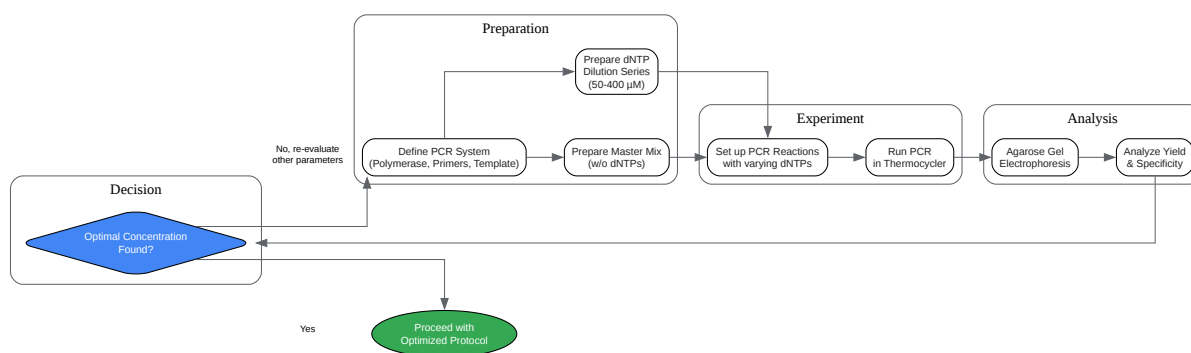 Preparation
Prepare dNTP
Dilution Series
(50-400 µM)
Experiment
Analysis
No, re-evaluate
other parameters
Define PCR System
(Polymerase, Primers, Template)
Prepare Master Mix
(w/o dNTPs)
Set up PCR Reactions
with varying dNTPs
Run PCR
in Thermocycler
Agarose Gel
Electrophoresis
Analyze Yield
& Specificity
Decision
Optimal Concentration
Found?
Yes
Proceed with
Optimized Protocol